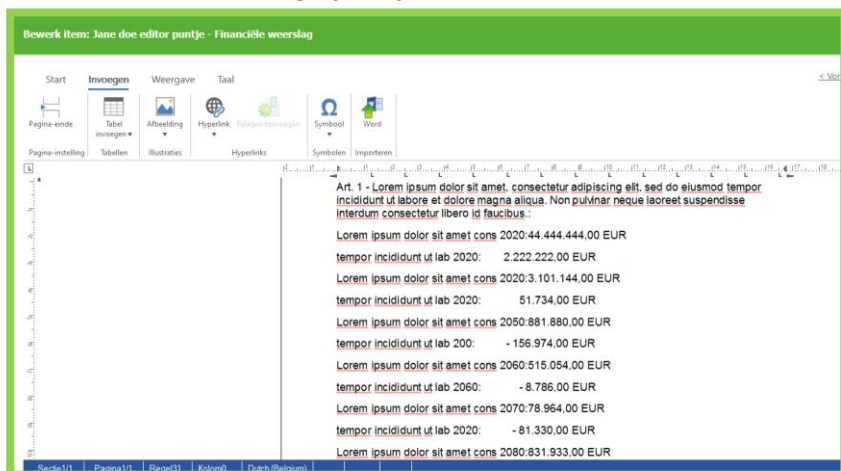 Bewerk item: Jane doe editor puntje - Financiële weerslag
Start Invoegen Weergave Taal
< Vor
Pagina-einde Tabel invoegen Afbeelding Hyperlink Bijlagen toevoegen Symbool Word
Pagina-instelling Tabellen Illustraties Hyperlinks Symbolen Importeren
Art. 1 - Lorem ipsum dolor sit amet, consectetur adipiscing elit, sed do eiusmod tempor
incididunt ut labore et dolore magna aliqua. Non pulvinar neque laoreet suspendisse
interdum consectetur libero id faucibus.:
Lorem ipsum dolor sit amet cons 2020:44.444.444,00 EUR
tempor incididunt ut lab 2020: 2.222.222,00 EUR
Lorem ipsum dolor sit amet cons 2020:3.101.144,00 EUR
tempor incididunt ut lab 2020: 51.734,00 EUR
Lorem ipsum dolor sit amet cons 2050:881.880,00 EUR
tempor incididunt ut lab 200: - 156.974,00 EUR
Lorem ipsum dolor sit amet cons 2060:515.054,00 EUR
tempor incididunt ut lab 2060: - 8.786,00 EUR
Lorem ipsum dolor sit amet cons 2070:78.964,00 EUR
tempor incididunt ut lab 2020: - 81.330,00 EUR
Lorem ipsum dolor sit amet cons 2080:831.933,00 EUR
Sectie1/1 Pagina1/1 Regel31 Kolom0 Dutch (Belgium)